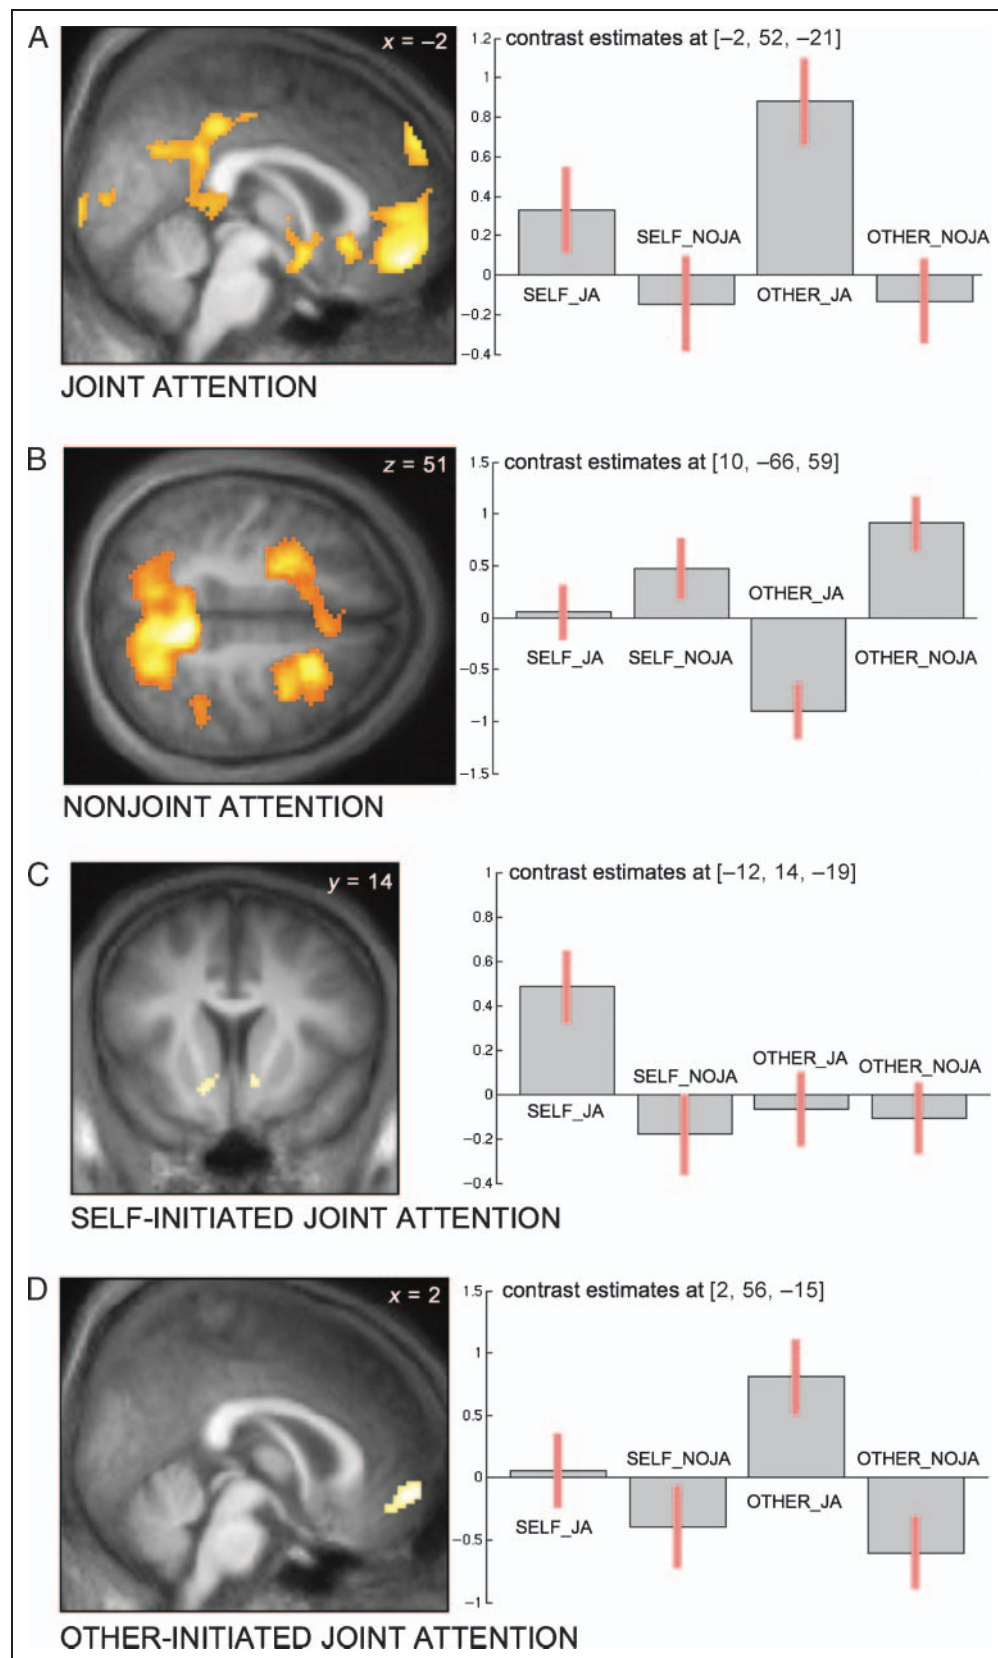 A
x = –2
contrast estimates at [–2, 52, –21]
1.2
1
0.8
0.6
0.4
0.2
0
–0.2
–0.4
SELF_JA
SELF_NOJA
OTHER_JA
OTHER_NOJA
JOINT ATTENTION
B
z = 51
contrast estimates at [10, –66, 59]
1.5
1
0.5
0
–0.5
–1
–1.5
SELF_JA
SELF_NOJA
OTHER_JA
OTHER_NOJA
NONJOINT ATTENTION
C
y = 14
contrast estimates at [–12, 14, –19]
1
0.8
0.6
0.4
0.2
0
–0.2
–0.4
SELF_JA
SELF_NOJA
OTHER_JA
OTHER_NOJA
SELF-INITIATED JOINT ATTENTION
D
x = 2
contrast estimates at [2, 56, –15]
1.5
1
0.5
0
–0.5
–1
SELF_JA
SELF_NOJA
OTHER_JA
OTHER_NOJA
OTHER-INITIATED JOINT ATTENTION